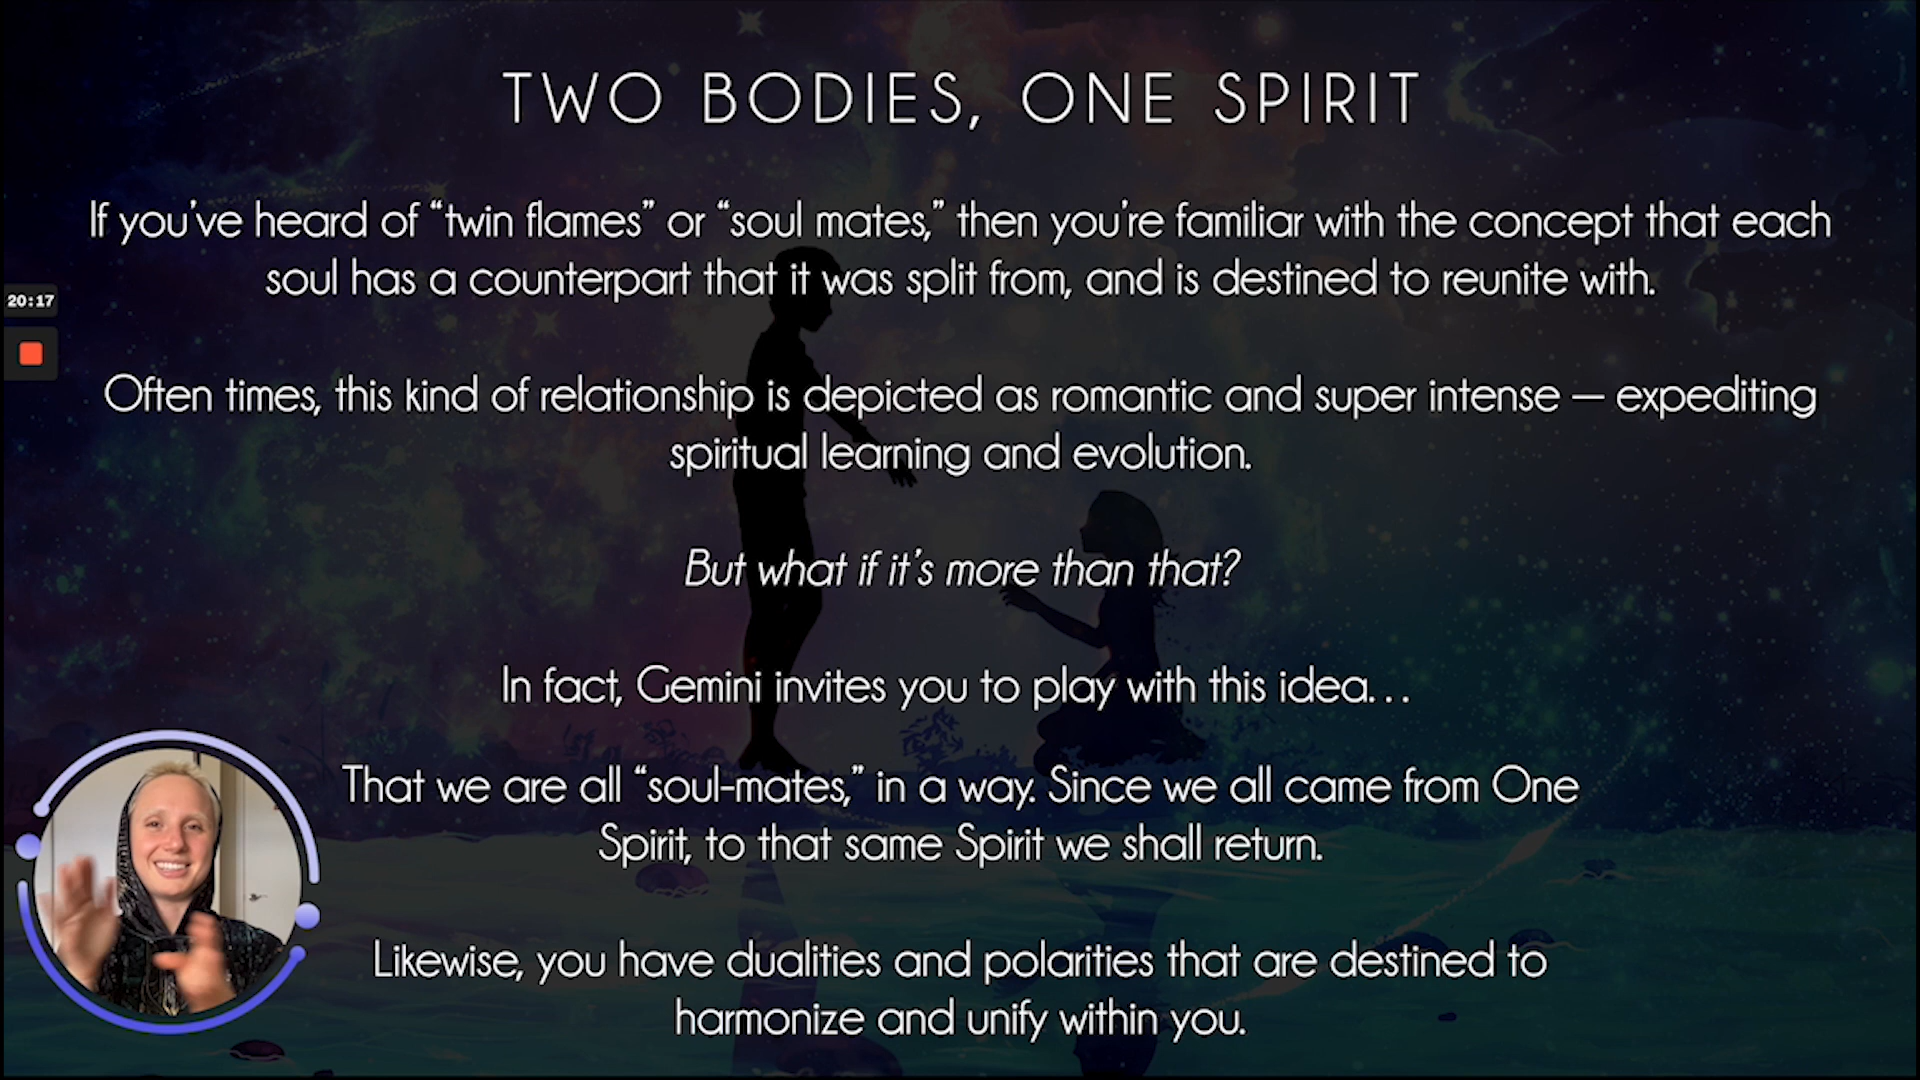 TWO BODIES, ONE SPIRIT
If you've heard of “twin flames” or “soul mates,” then you're familiar with the concept that each
soul has a counterpart that it was split from, and is destined to reunite with.
20:17
Often times, this kind of relationship is depicted as romantic and super intense — expediting
spiritual learning and evolution.
But what if it's more than that?
In fact, Gemini invites you to play with this idea...
That we are all “soul-mates,” in a way. Since we all came from One
Spirit, to that same Spirit we shall return.
Likewise, you have dualities and polarities that are destined to
harmonize and unify within you.